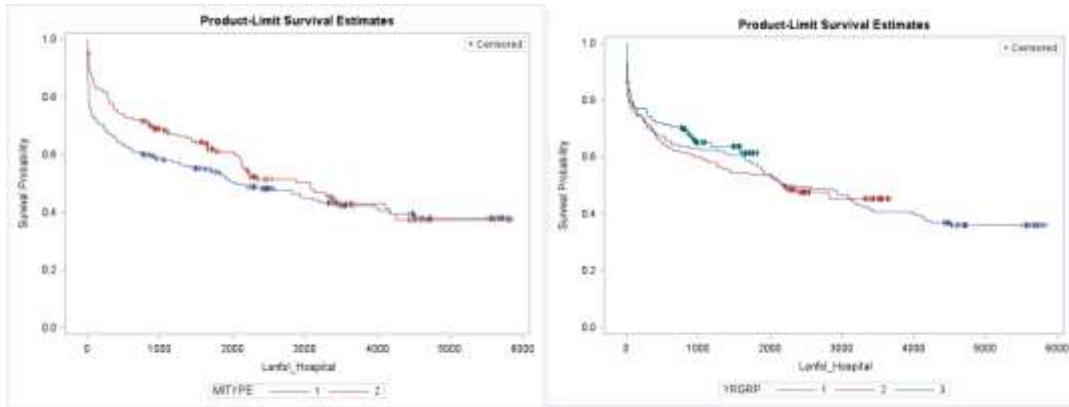 Product-Limit Survival Estimates
+ Censored
1.0
0.8
0.6
0.4
0.2
0.0
Survival Probability
0 1000 2000 3000 4000 5000 6000
Lenfol_Hospital
MITYPE 1 2
Product-Limit Survival Estimates
+ Censored
1.0
0.8
0.6
0.4
0.2
0.0
Survival Probability
0 1000 2000 3000 4000 5000 6000
Lenfol_Hospital
YRGRP 1 2 3